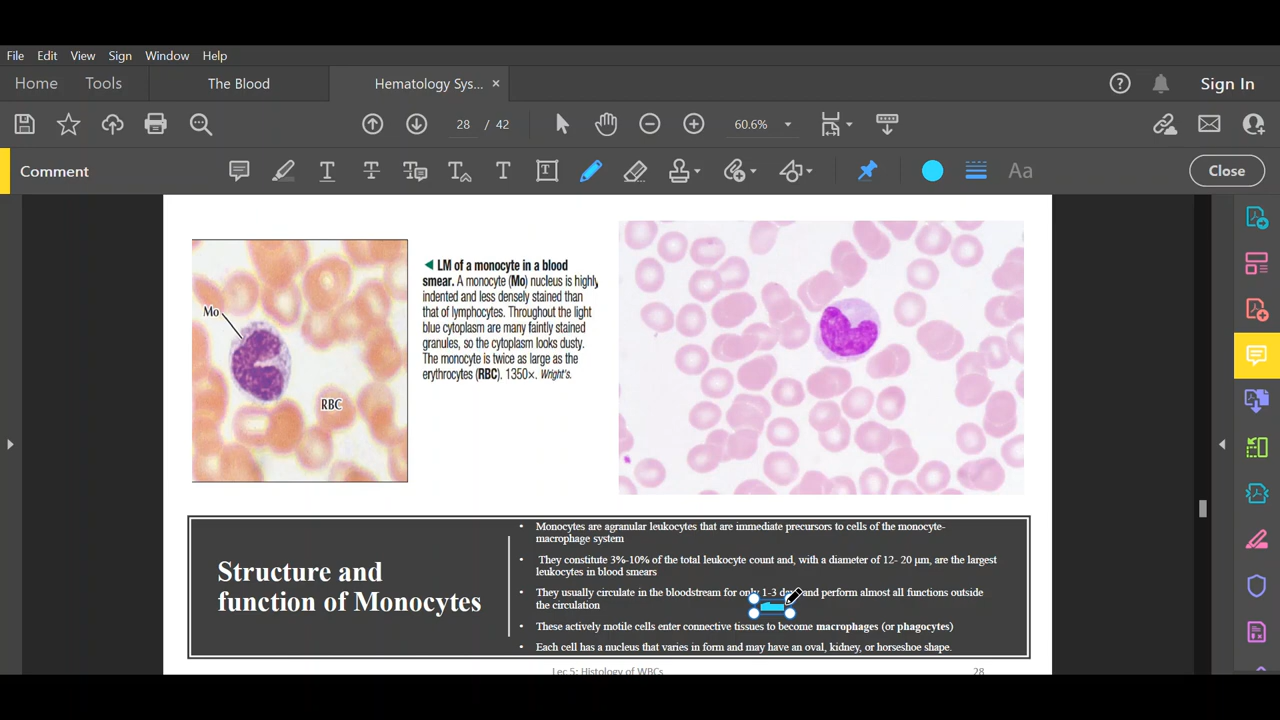 File Edit View Sign Window Help
Home Tools The Blood Hematology Sys... × Sign In
28 / 42 60.6%
Comment Aa Close
◄ LM of a monocyte in a blood
smear. A monocyte (Mo) nucleus is highly
indented and less densely stained than
that of lymphocytes. Throughout the light
blue cytoplasm are many faintly stained
granules, so the cytoplasm looks dusty.
The monocyte is twice as large as the
erythrocytes (RBC). 1350×. Wright's.
Mo
RBC
Structure and
function of Monocytes
• Monocytes are agranular leukocytes that are immediate precursors to cells of the monocyte-
macrophage system
• They constitute 3%-10% of the total leukocyte count and, with a diameter of 12- 20 μm, are the largest
leukocytes in blood smears
• They usually circulate in the bloodstream for only 1-3 and perform almost all functions outside
the circulation
• These actively motile cells enter connective tissues to become macrophages (or phagocytes)
• Each cell has a nucleus that varies in form and may have an oval, kidney, or horseshoe shape.
Lec 5: Histology of WBCs 28